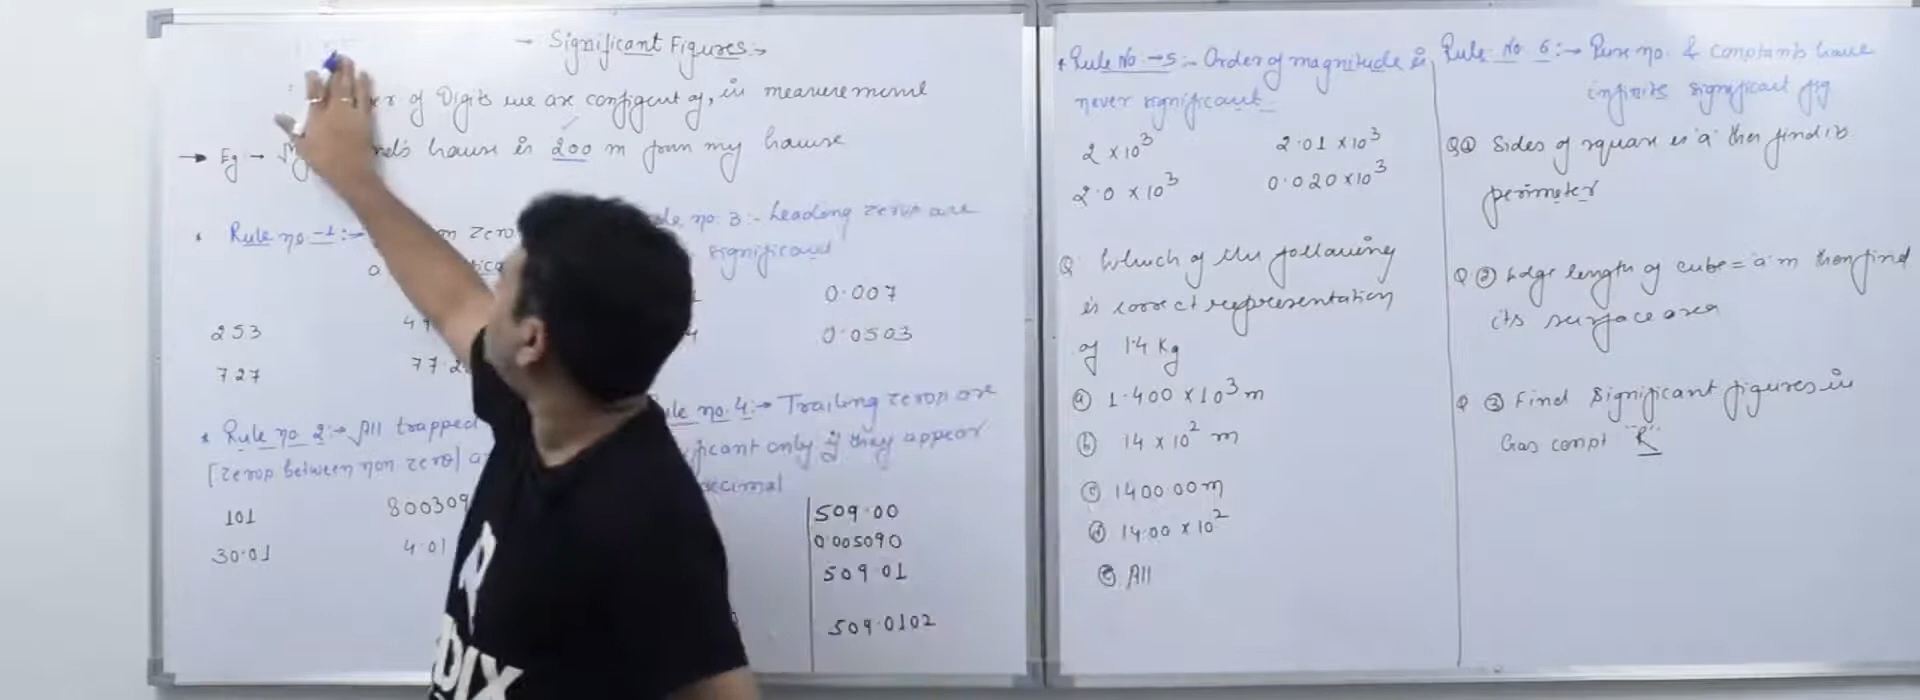 - Significant Figures :→
of Digits we are confident of, in measurement
→ Eg → house is 200 m from my house
* Rule no -1 :→ zero
Rule no. 3 :- Leading zeros are
significant
0.007
253
0.0503
727
77.2
* Rule no 2 :→ All trapped
[zeros between non zero] a
no. 4 :→ Trailing zeros are
only if they appear
decimal
101
800309
30.01
4.01
509.00
0.005090
509.01
509.0102
* Rule No → 5 :- Order of magnitude is
never significant
2 × 10³
2.01 × 10³
2.0 × 10³
0.020 × 10³
Q Which of the following
is correct representation
of 1.4 Kg
(a) 1.400 × 10³ m
(b) 14 × 10² m
(c) 1400.00 m
(d) 14.00 × 10²
(e) All
Rule No 6 :→ Pure no. & constants have
infinite significant fig
Q① Sides of square is 'a' then find its
perimeter
Q ② Edge length of cube = 'a' m then find
its surface area
Q ③ Find Significant figures in
Gas const "R"
DIX